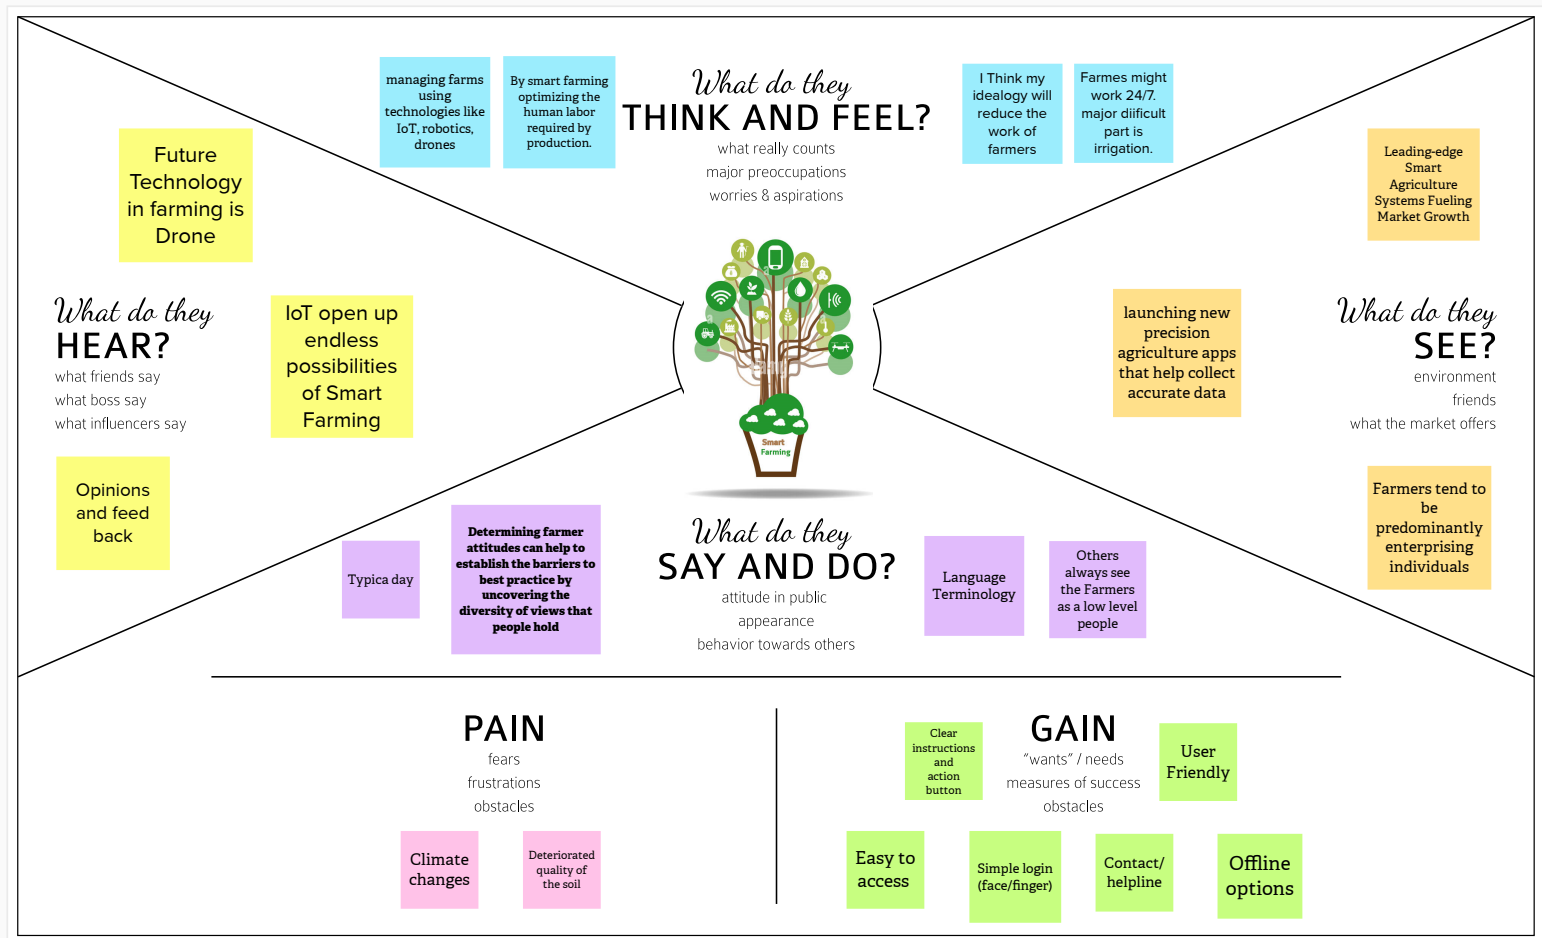 What do they
THINK AND FEEL?
what really counts
major preoccupations
worries & aspirations
managing farms
using
technologies like
IoT, robotics,
drones
By smart farming
optimizing the
human labor
required by
production.
I Think my
idealogy will
reduce the
work of
farmers
Farmes might
work 24/7.
major diificult
part is
irrigation.
Future
Technology
in farming is
Drone
What do they
HEAR?
what friends say
what boss say
what influencers say
IoT open up
endless
possibilities
of Smart
Farming
Opinions
and feed
back
Smart
Farming
Leading-edge
Smart
Agriculture
Systems Fueling
Market Growth
launching new
precision
agriculture apps
that help collect
accurate data
What do they
SEE?
environment
friends
what the market offers
Farmers tend to
be
predominantly
enterprising
individuals
What do they
SAY AND DO?
attitude in public
appearance
behavior towards others
Typica day
Determining farmer
attitudes can help to
establish the barriers to
best practice by
uncovering the
diversity of views that
people hold
Language
Terminology
Others
always see
the Farmers
as a low level
people
PAIN
fears
frustrations
obstacles
Climate
changes
Deteriorated
quality of
the soil
GAIN
“wants” / needs
measures of success
obstacles
Clear
instructions
and
action
button
User
Friendly
Easy to
access
Simple login
(face/finger)
Contact/
helpline
Offline
options